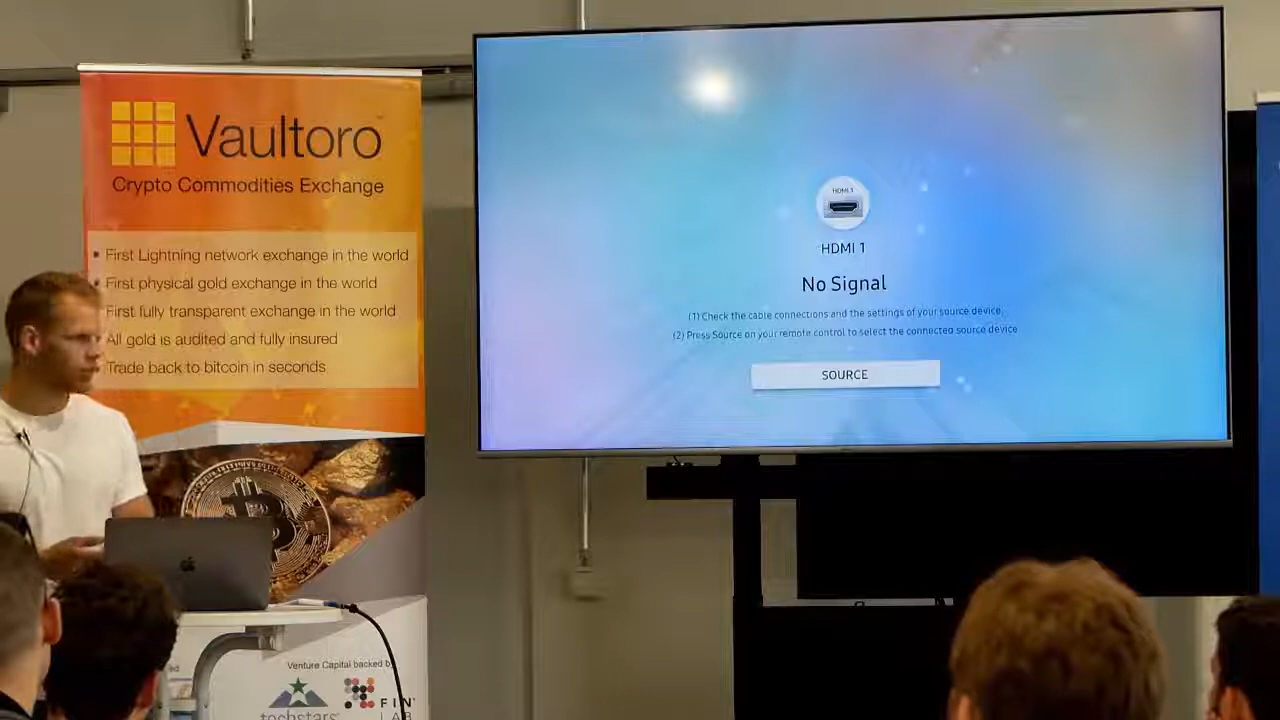 Vaultoro
Crypto Commodities Exchange
First Lightning network exchange in the world
First physical gold exchange in the world
First fully transparent exchange in the world
All gold is audited and fully insured
Trade back to bitcoin in seconds
Venture Capital backed by
techstars
FIN
LAB
HDMI 1
HDMI 1
No Signal
(1) Check the cable connections and the settings of your source device.
(2) Press Source on your remote control to select the connected source device
SOURCE